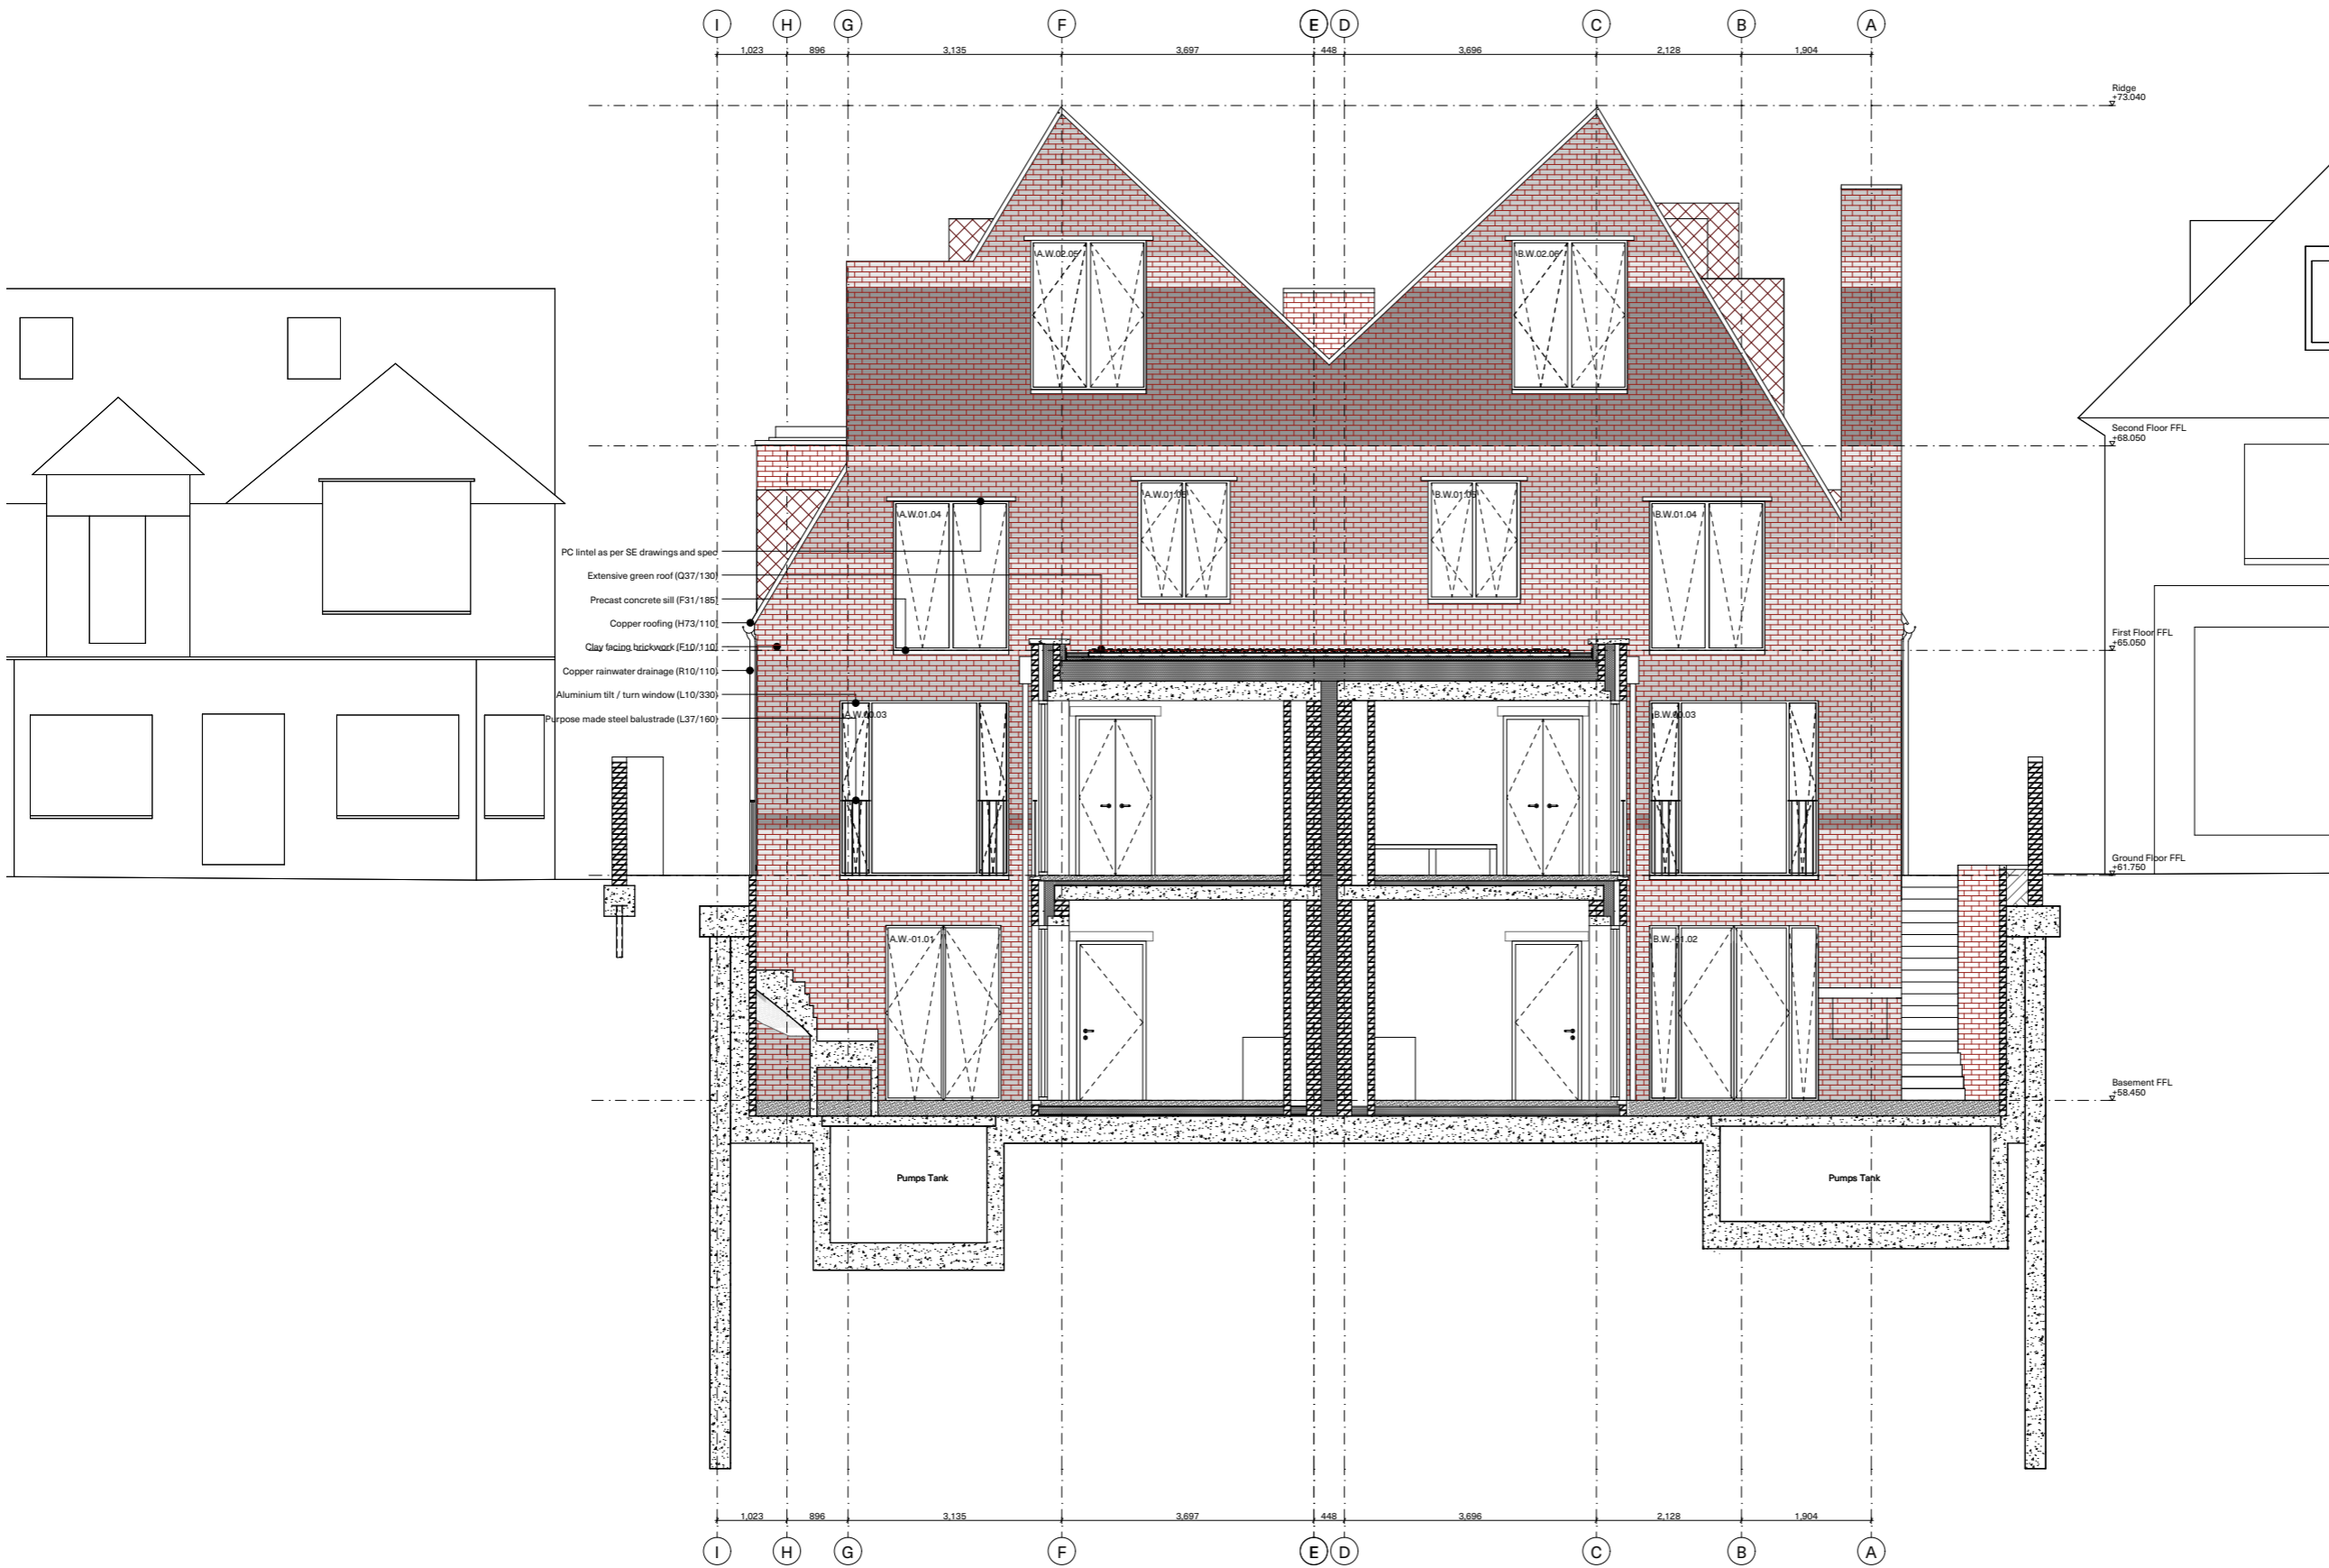 I H G F E D C B A
1,023 896 3,135 3,697 448 3,696 2,128 1,904
Ridge
+73.040
A.W.02.05
B.W.02.06
Second Floor FFL
+68.050
A.W.01.04
B.W.01.04
PC lintel as per SE drawings and spec
Extensive green roof (Q37/130)
Precast concrete sill (F31/185)
Copper roofing (H73/110)
Clay facing brickwork (F10/110)
First Floor FFL
+65.050
Copper rainwater drainage (R10/110)
Aluminium tilt / turn window (L10/330)
Purpose made steel balustrade (L37/160)
A.W.00.03
B.W.00.03
Ground Floor FFL
+61.750
A.W.-01.01
B.W.-01.02
Basement FFL
+58.450
Pumps Tank
Pumps Tank
1,023 896 3,135 3,697 448 3,696 2,128 1,904
I H G F E D C B A